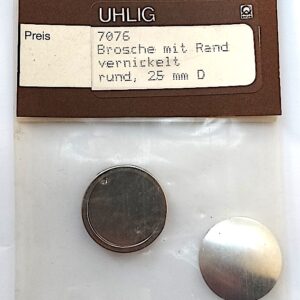 UHLIG
Preis
7076
Brosche mit Rand
vernickelt
rund, 25 mm D